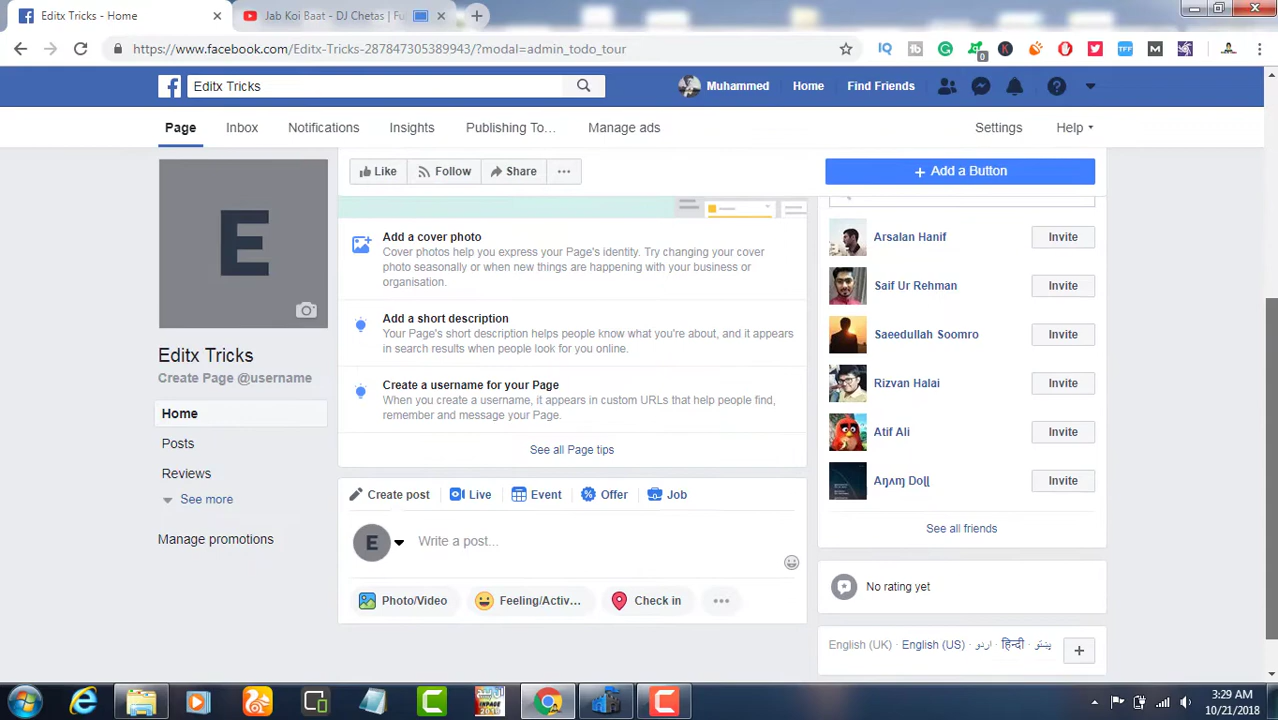 Editx Tricks - Home
Jab Koi Baat - DJ Chetas | Fu
https://www.facebook.com/Editx-Tricks-287847305389943/?modal=admin_todo_tour
Editx Tricks
Muhammed
Home
Find Friends
Page
Inbox
Notifications
Insights
Publishing To...
Manage ads
Settings
Help
Like
Follow
Share
Add a Button
E
Editx Tricks
Create Page @username
Home
Posts
Reviews
See more
Manage promotions
Add a cover photo
Cover photos help you express your Page's identity. Try changing your cover
photo seasonally or when new things are happening with your business or
organisation.
Add a short description
Your Page's short description helps people know what you're about, and it appears
in search results when people look for you online.
Create a username for your Page
When you create a username, it appears in custom URLs that help people find,
remember and message your Page.
See all Page tips
Create post
Live
Event
Offer
Job
E
Write a post...
Photo/Video
Feeling/Activ...
Check in
Arsalan Hanif Invite
Saif Ur Rehman Invite
Saeedullah Soomro Invite
Rizvan Halai Invite
Atif Ali Invite
Invite
See all friends
No rating yet
English (UK) · English (US) · اردو · हिन्दी · پښتو
3:29 AM
10/21/2018